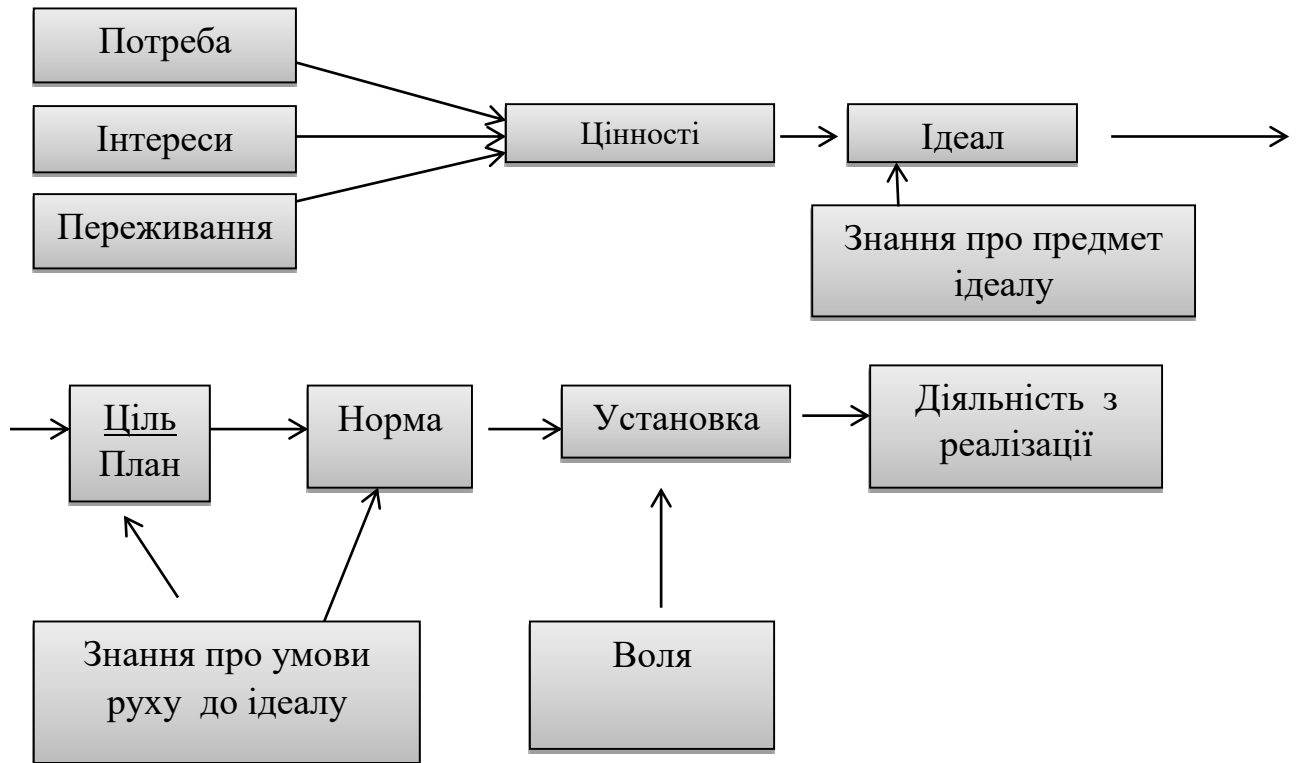 Потреба
Інтереси
Переживання
Цінності
Ідеал
Знання про предмет
ідеалу
Ціль
План
Норма
Установка
Діяльність з
реалізації
Знання про умови
руху до ідеалу
Воля